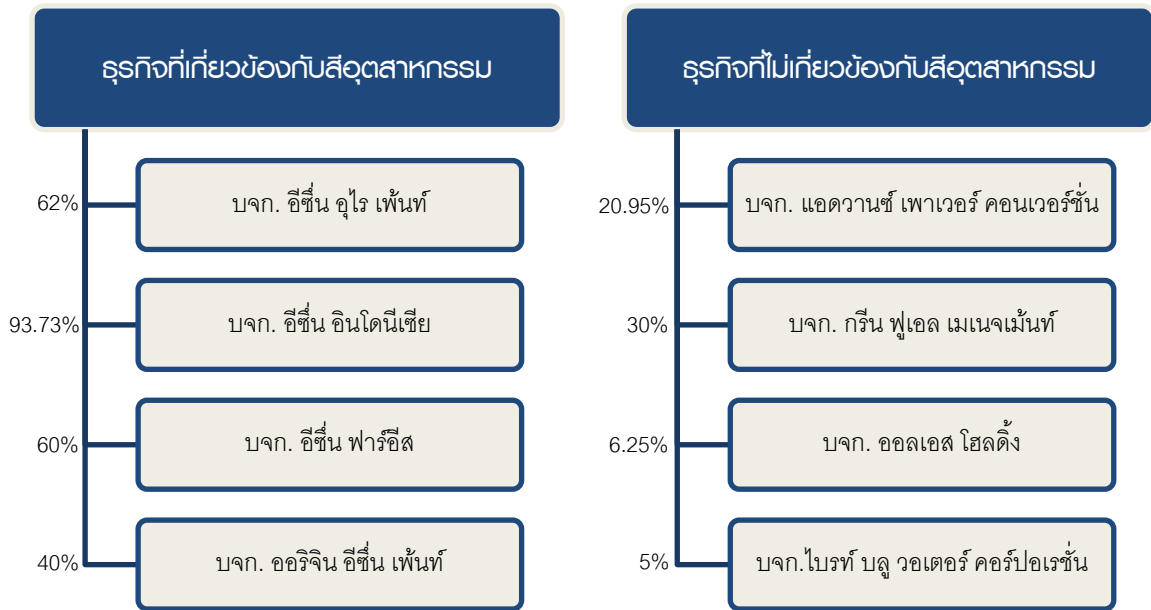 ธุรกิจที่เกี่ยวข้องกับสีอุตสาหกรรม
62%
บจก. อีซึ่น อุไร เพ้นท์
93.73%
บจก. อีซึ่น อินโดนีเซีย
60%
บจก. อีซึ่น ฟาร์อีส
40%
บจก. ออริจิน อีซึ่น เพ้นท์
ธุรกิจที่ไม่เกี่ยวข้องกับสีอุตสาหกรรม
20.95%
บจก. แอดวานซ์ เพาเวอร์ คอนเวอร์ชั่น
30%
บจก. กรีน ฟูเอล เมเนจเม้นท์
6.25%
บจก. ออลเอส โฮลดิ้ง
5%
บจก.ไบรท์ บลู วอเตอร์ คอร์ปอเรชั่น